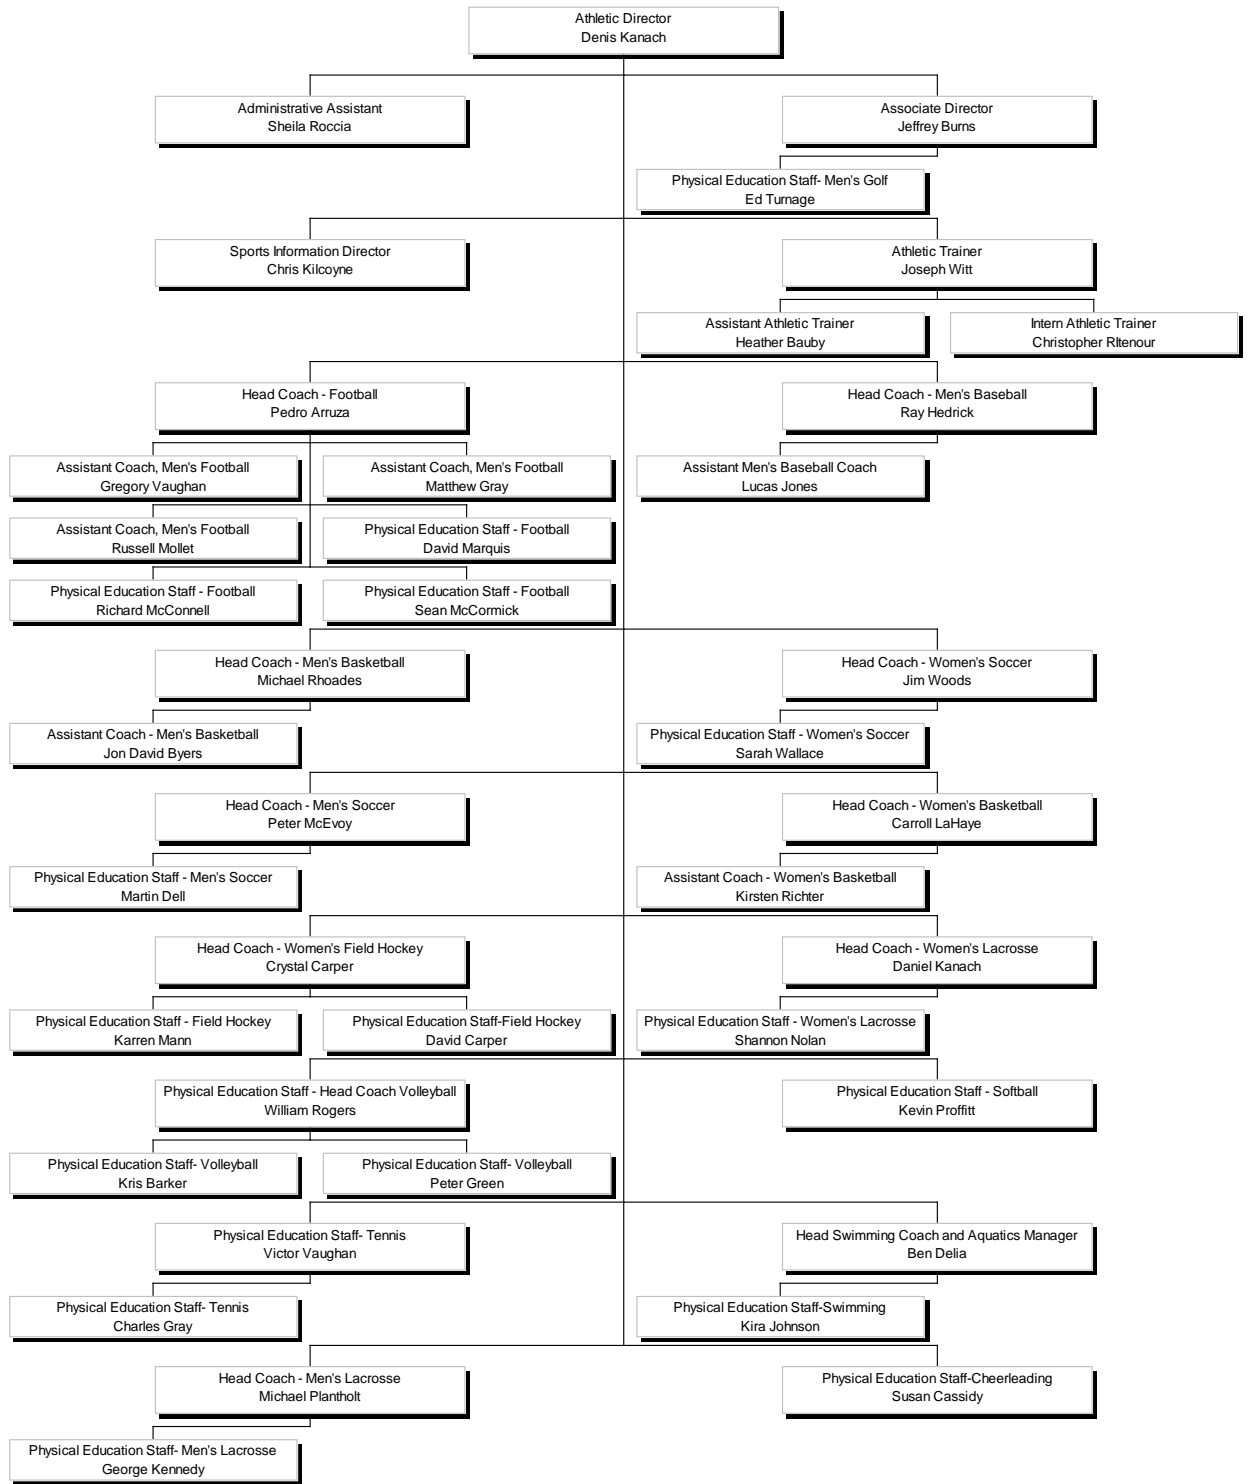 Athletic Director
Denis Kanach
Administrative Assistant
Sheila Roccia
Associate Director
Jeffrey Burns
Physical Education Staff- Men's Golf
Ed Turnage
Sports Information Director
Chris Kilcoyne
Athletic Trainer
Joseph Witt
Assistant Athletic Trainer
Heather Bauby
Intern Athletic Trainer
Christopher RItenour
Head Coach - Football
Pedro Arruza
Head Coach - Men's Baseball
Ray Hedrick
Assistant Coach, Men's Football
Gregory Vaughan
Assistant Coach, Men's Football
Matthew Gray
Assistant Men's Baseball Coach
Lucas Jones
Assistant Coach, Men's Football
Russell Mollet
Physical Education Staff - Football
David Marquis
Physical Education Staff - Football
Richard McConnell
Physical Education Staff - Football
Sean McCormick
Head Coach - Men's Basketball
Michael Rhoades
Head Coach - Women's Soccer
Jim Woods
Assistant Coach - Men's Basketball
Jon David Byers
Physical Education Staff - Women's Soccer
Sarah Wallace
Head Coach - Men's Soccer
Peter McEvoy
Head Coach - Women's Basketball
Carroll LaHaye
Physical Education Staff - Men's Soccer
Martin Dell
Assistant Coach - Women's Basketball
Kirsten Richter
Head Coach - Women's Field Hockey
Crystal Carper
Head Coach - Women's Lacrosse
Daniel Kanach
Physical Education Staff - Field Hockey
Karren Mann
Physical Education Staff-Field Hockey
David Carper
Physical Education Staff - Women's Lacrosse
Shannon Nolan
Physical Education Staff - Head Coach Volleyball
William Rogers
Physical Education Staff - Softball
Kevin Proffitt
Physical Education Staff- Volleyball
Kris Barker
Physical Education Staff- Volleyball
Peter Green
Physical Education Staff- Tennis
Victor Vaughan
Head Swimming Coach and Aquatics Manager
Ben Delia
Physical Education Staff- Tennis
Charles Gray
Physical Education Staff-Swimming
Kira Johnson
Head Coach - Men's Lacrosse
Michael Plantholt
Physical Education Staff-Cheerleading
Susan Cassidy
Physical Education Staff- Men's Lacrosse
George Kennedy